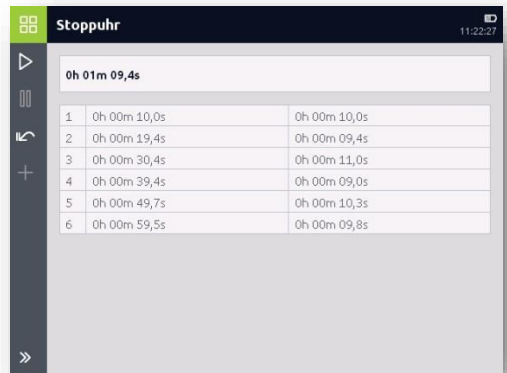 Stoppuhr
11:22:27
0h 01m 09,4s
1 0h 00m 10,0s 0h 00m 10,0s
2 0h 00m 19,4s 0h 00m 09,4s
3 0h 00m 30,4s 0h 00m 11,0s
4 0h 00m 39,4s 0h 00m 09,0s
5 0h 00m 49,7s 0h 00m 10,3s
6 0h 00m 59,5s 0h 00m 09,8s